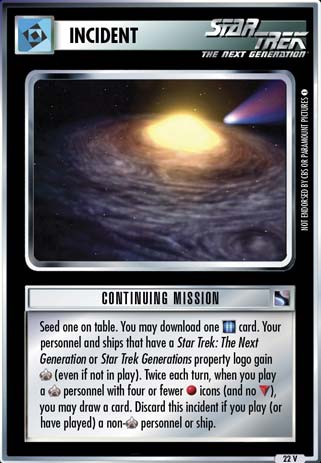 INCIDENT
STAR TREK
THE NEXT GENERATION
NOT ENDORSED BY CBS OR PARAMOUNT PICTURES
CONTINUING MISSION
Seed one on table. You may download one card. Your
personnel and ships that have a Star Trek: The Next
Generation or Star Trek Generations property logo gain
(even if not in play). Twice each turn, when you play
a personnel with four or fewer icons (and no ),
you may draw a card. Discard this incident if you play (or
have played) a non- personnel or ship.
22 V